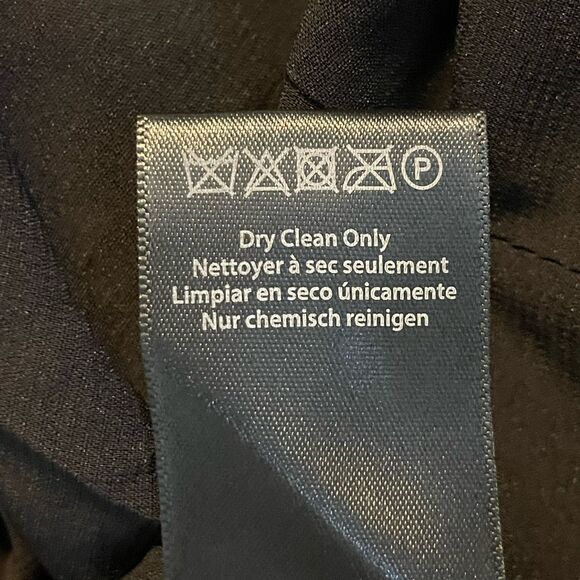 P
Dry Clean Only
Nettoyer à sec seulement
Limpiar en seco únicamente
Nur chemisch reinigen